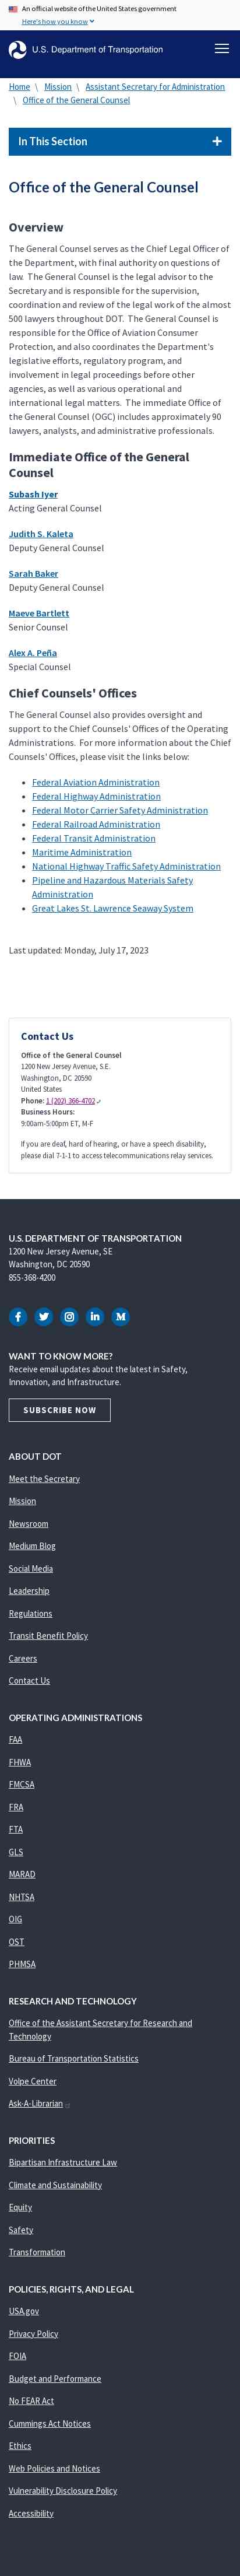 An official website of the United States government
Here's how you know
U.S. Department of Transportation
Home \ Mission \ Assistant Secretary for Administration
\ Office of the General Counsel
In This Section
Office of the General Counsel
Overview
The General Counsel serves as the Chief Legal Officer of
the Department, with final authority on questions of
law.  The General Counsel is the legal advisor to the
Secretary and is responsible for supervision,
coordination, and review of the legal work of the almost
500 lawyers throughout DOT.  The General Counsel is
responsible for the Office of Aviation Consumer
Protection, and also coordinates the Department's
legislative efforts, regulatory program, and
involvement in legal proceedings before other
agencies, as well as various operational and
international legal matters.  The immediate Office of
the General Counsel (OGC) includes approximately 90
lawyers, analysts, and administrative professionals.
Immediate Office of the General
Counsel
Subash Iyer
Acting General Counsel
Judith S. Kaleta
Deputy General Counsel
Sarah Baker
Deputy General Counsel
Maeve Bartlett
Senior Counsel
Alex A. Peña
Special Counsel
Chief Counsels' Offices
The General Counsel also provides oversight and
support to the Chief Counsels' Offices of the Operating
Administrations.  For more information about the Chief
Counsels' Offices, please visit the links below:
Federal Aviation Administration
Federal Highway Administration
Federal Motor Carrier Safety Administration
Federal Railroad Administration
Federal Transit Administration
Maritime Administration
National Highway Traffic Safety Administration
Pipeline and Hazardous Materials Safety
Administration
Great Lakes St. Lawrence Seaway System
Last updated: Monday, July 17, 2023
Contact Us
Office of the General Counsel
1200 New Jersey Avenue, S.E.
Washington, DC 20590
United States
Phone: 1 (202) 366-4702
Business Hours:
9:00am-5:00pm ET, M-F
If you are deaf, hard of hearing, or have a speech disability,
please dial 7-1-1 to access telecommunications relay services.
U.S. DEPARTMENT OF TRANSPORTATION
1200 New Jersey Avenue, SE
Washington, DC 20590
855-368-4200
WANT TO KNOW MORE?
Receive email updates about the latest in Safety,
Innovation, and Infrastructure.
SUBSCRIBE NOW
ABOUT DOT
Meet the Secretary
Mission
Newsroom
Medium Blog
Social Media
Leadership
Regulations
Transit Benefit Policy
Careers
Contact Us
OPERATING ADMINISTRATIONS
FAA
FHWA
FMCSA
FRA
FTA
GLS
MARAD
NHTSA
OIG
OST
PHMSA
RESEARCH AND TECHNOLOGY
Office of the Assistant Secretary for Research and
Technology
Bureau of Transportation Statistics
Volpe Center
Ask-A-Librarian
PRIORITIES
Bipartisan Infrastructure Law
Climate and Sustainability
Equity
Safety
Transformation
POLICIES, RIGHTS, AND LEGAL
USA.gov
Privacy Policy
FOIA
Budget and Performance
No FEAR Act
Cummings Act Notices
Ethics
Web Policies and Notices
Vulnerability Disclosure Policy
Accessibility